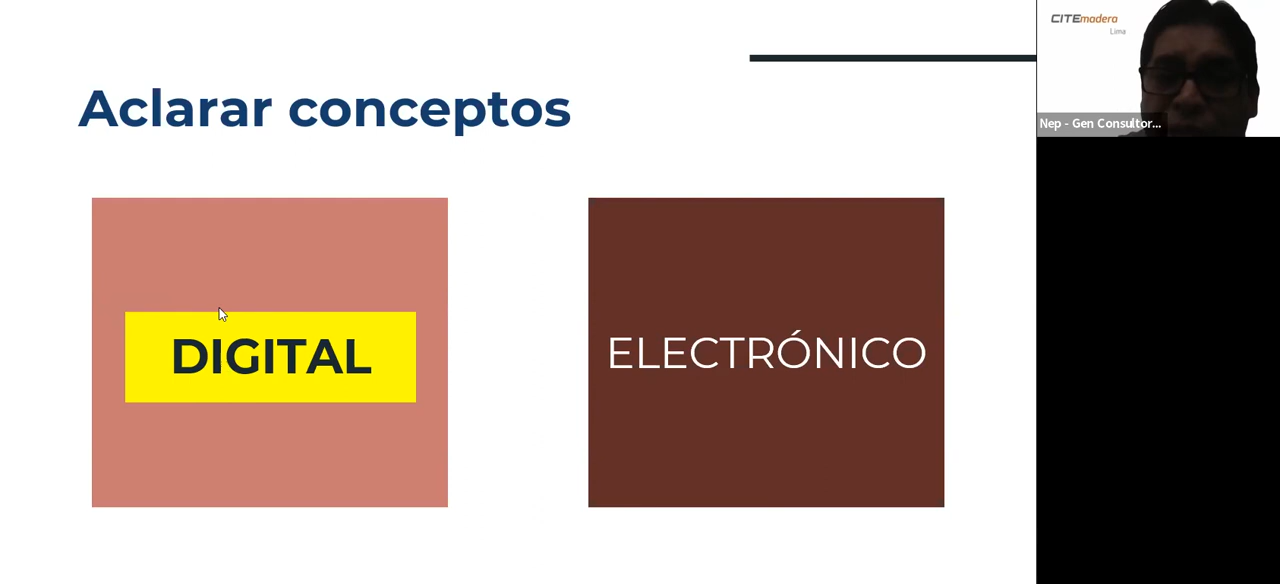 Aclarar conceptos
DIGITAL
ELECTRÓNICO
CITEmadera
Lima
Nep - Gen Consultor...